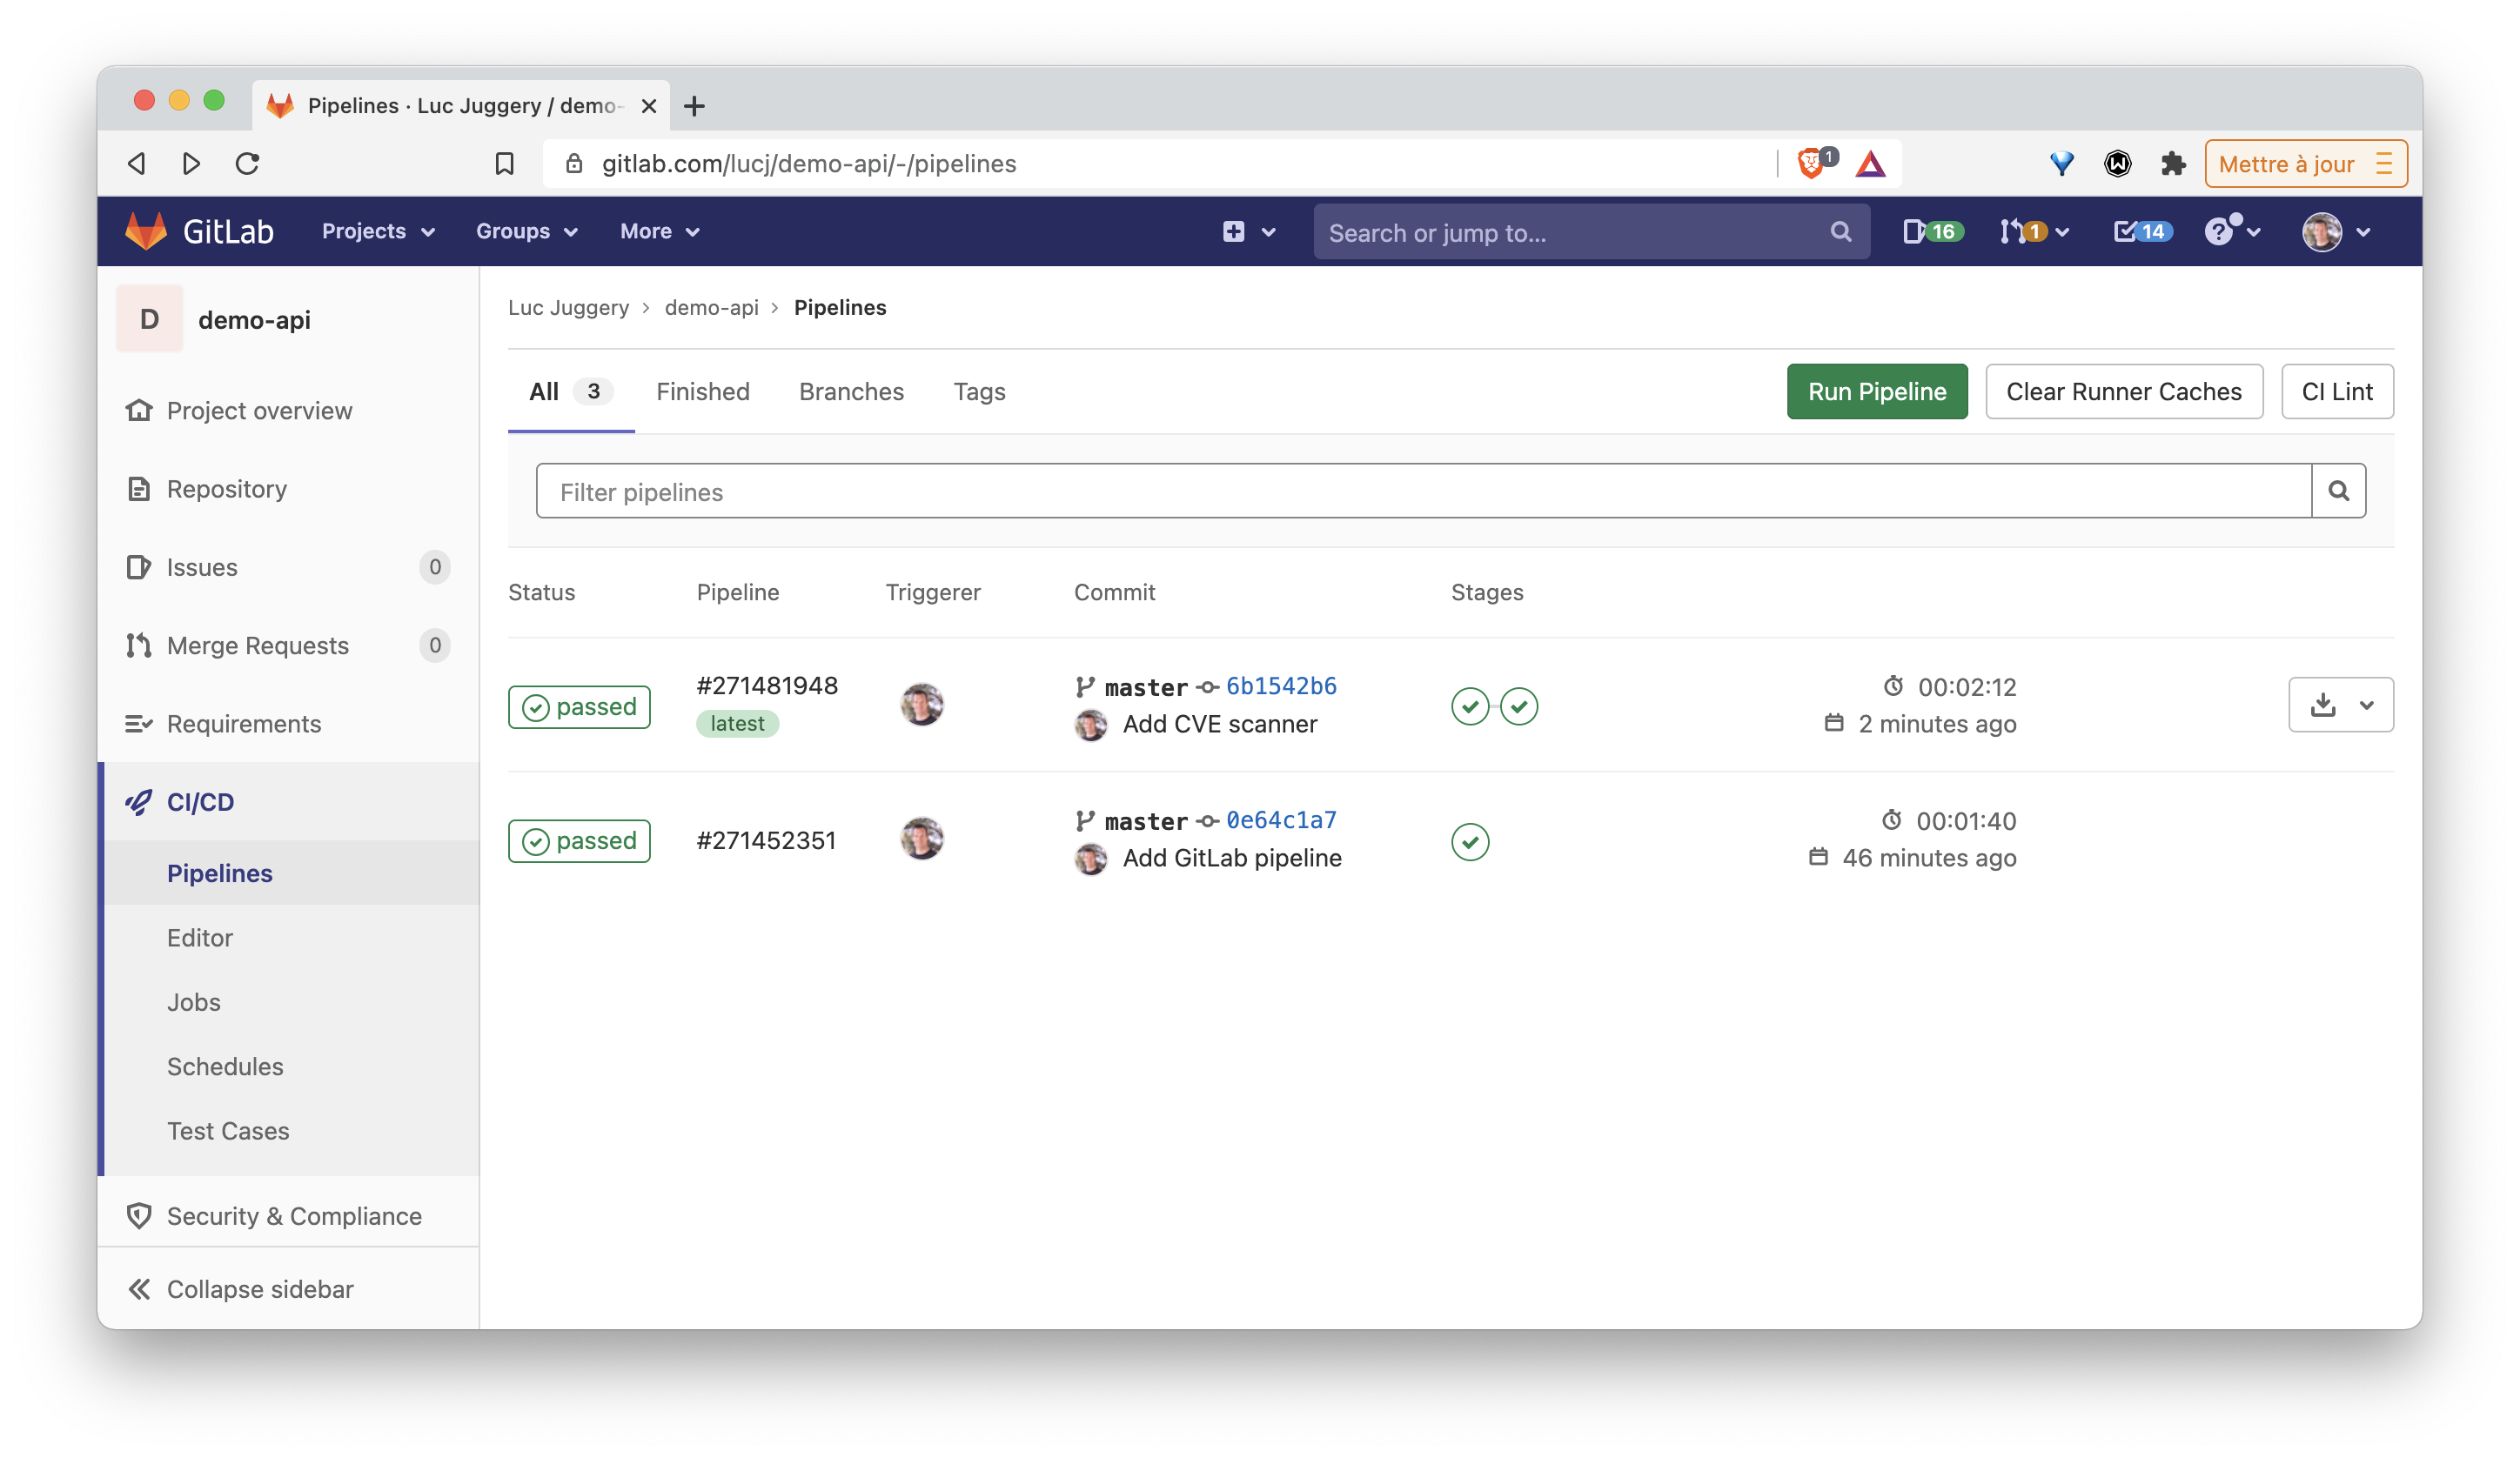 Pipelines · Luc Juggery / demo-
gitlab.com/lucj/demo-api/-/pipelines
1
Mettre à jour
GitLab Projects Groups More Search or jump to... 16 1 14
D demo-api
Project overview
Repository
Issues 0
Merge Requests 0
Requirements
CI/CD
Pipelines
Editor
Jobs
Schedules
Test Cases
Security & Compliance
Collapse sidebar
Luc Juggery > demo-api > Pipelines
All 3 Finished Branches Tags Run Pipeline Clear Runner Caches CI Lint
Filter pipelines
Status Pipeline Triggerer Commit Stages
passed #271481948 master 6b1542b6 00:02:12
latest Add CVE scanner 2 minutes ago
passed #271452351 master 0e64c1a7 00:01:40
Add GitLab pipeline 46 minutes ago